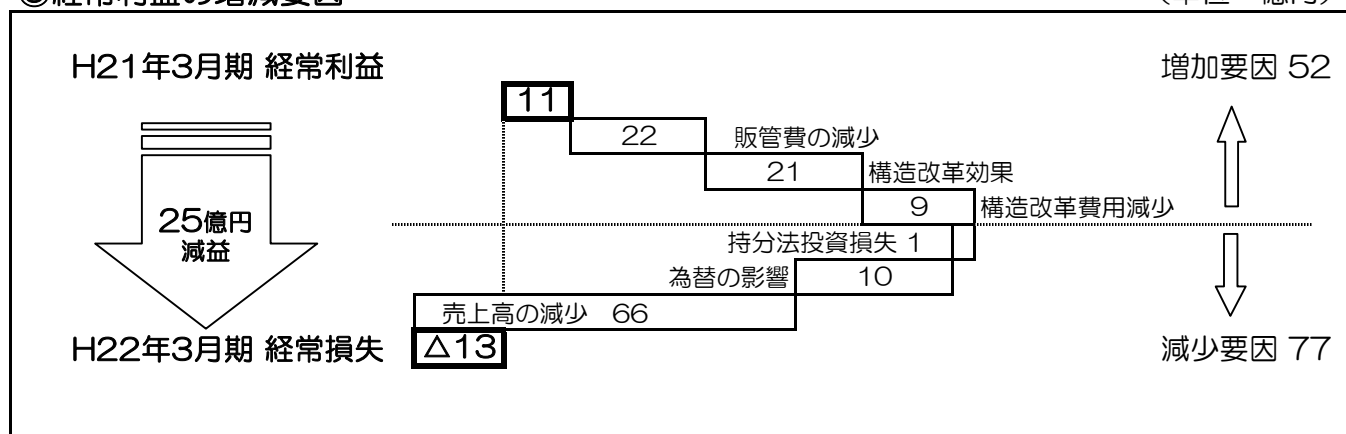 H21年3月期 経常利益
増加要因 52
11
22 販管費の減少
21 構造改革効果
9 構造改革費用減少
25億円
減益
持分法投資損失 1
為替の影響 10
売上高の減少 66
H22年3月期 経常損失
△13
減少要因 77